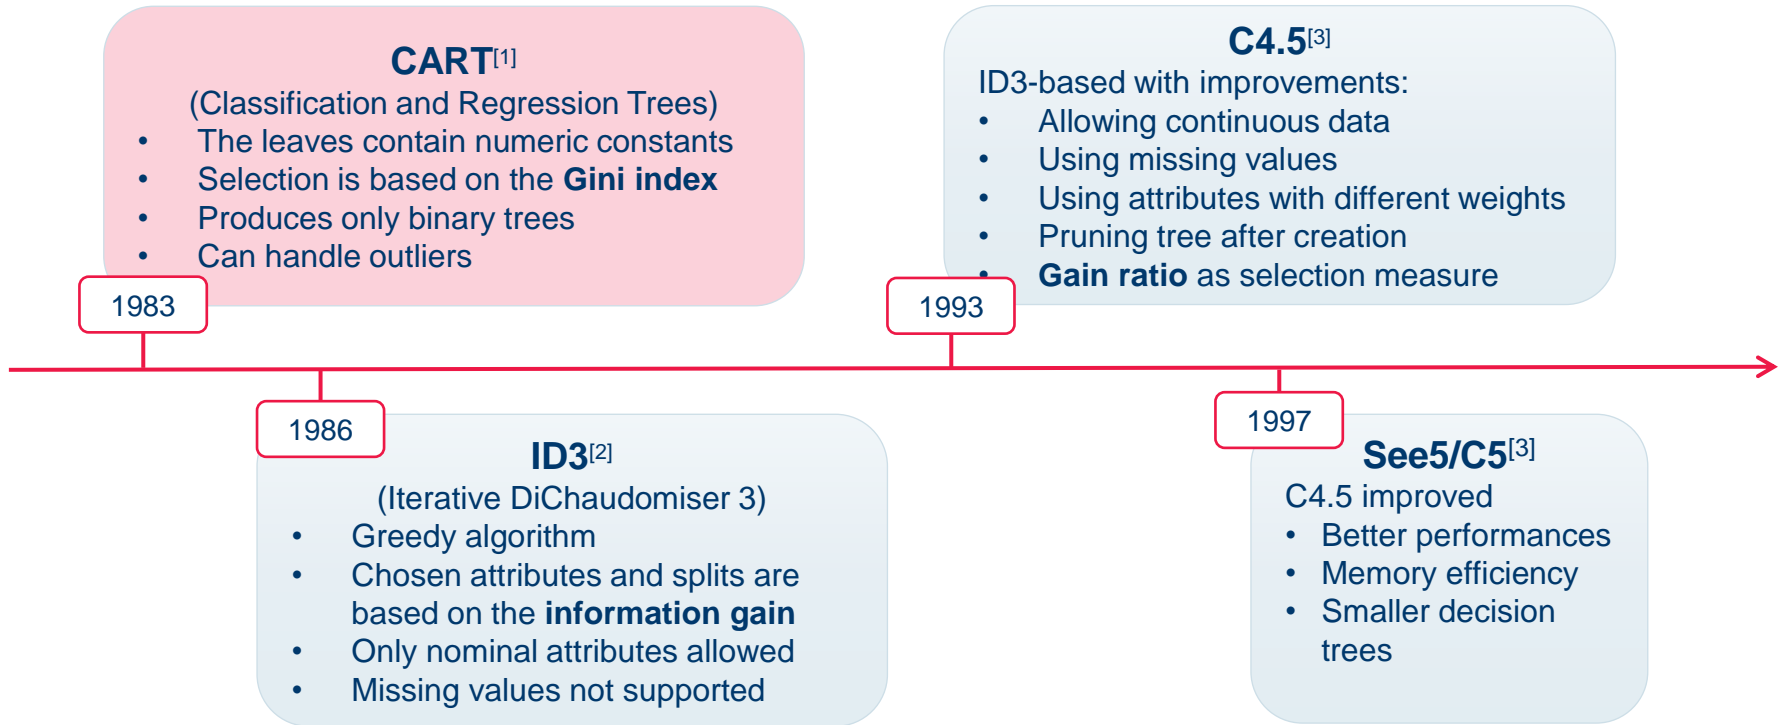 CART[1]
(Classification and Regression Trees)
• The leaves contain numeric constants
• Selection is based on the Gini index
• Produces only binary trees
• Can handle outliers
1983
C4.5[3]
ID3-based with improvements:
• Allowing continuous data
• Using missing values
• Using attributes with different weights
• Pruning tree after creation
• Gain ratio as selection measure
1993
1986
ID3[2]
(Iterative DiChaudomiser 3)
• Greedy algorithm
• Chosen attributes and splits are
based on the information gain
• Only nominal attributes allowed
• Missing values not supported
1997
See5/C5[3]
C4.5 improved
• Better performances
• Memory efficiency
• Smaller decision
trees